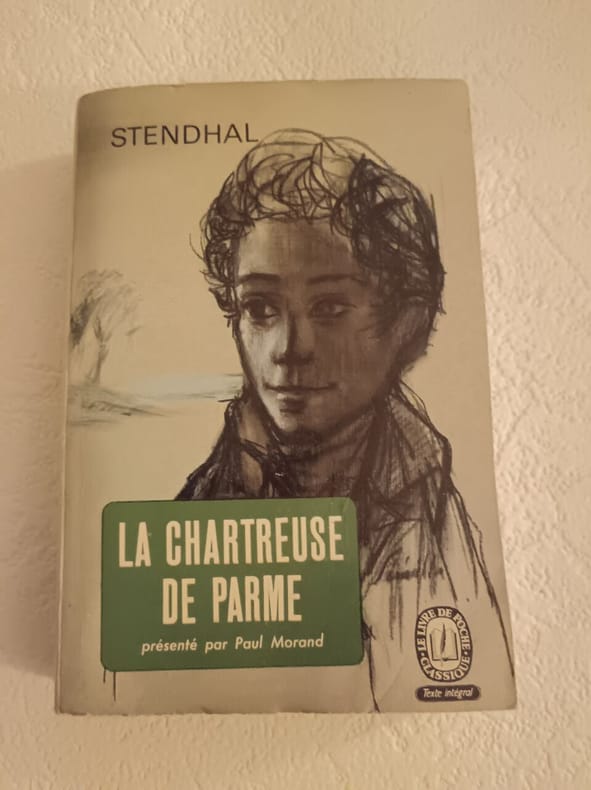 STENDHAL
LA CHARTREUSE
DE PARME
présenté par Paul Morand
LE LIVRE DE POCHE
CLASSIQUE
Texte intégral